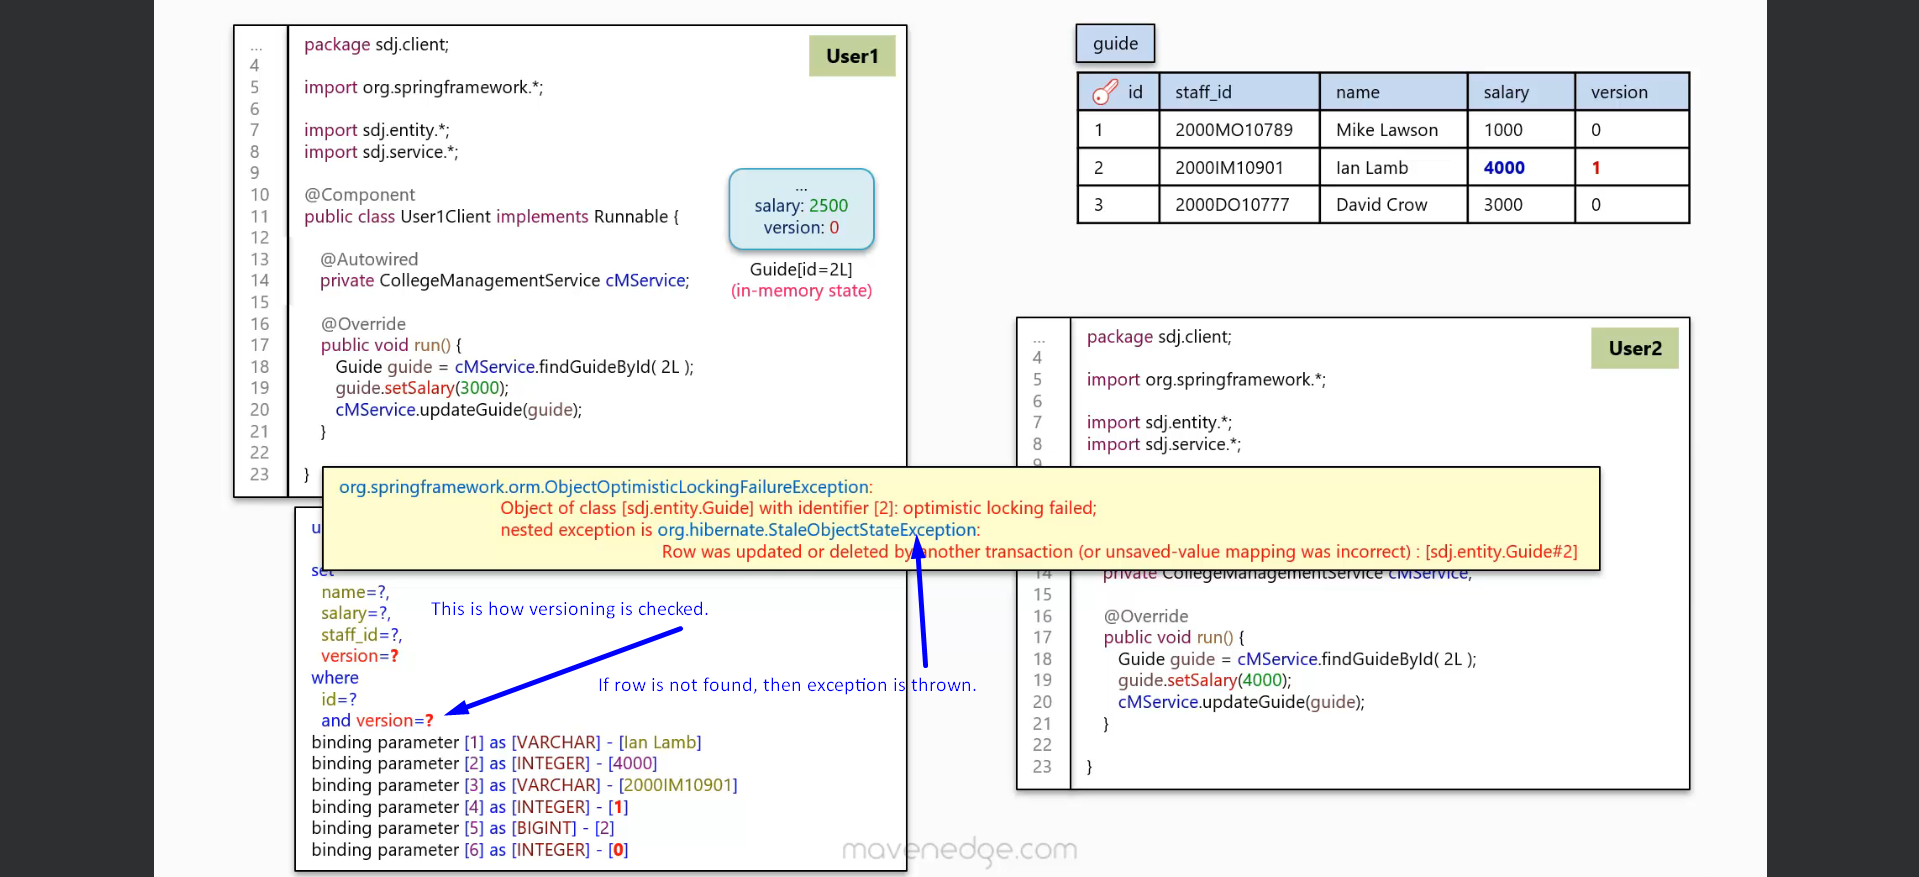 ...
4
5
6
7
8
9
10
11
12
13
14
15
16
17
18
19
20
21
22
23
package sdj.client;
import org.springframework.*;
import sdj.entity.*;
import sdj.service.*;
@Component
public class User1Client implements Runnable {
@Autowired
private CollegeManagementService cMService;
@Override
public void run() {
Guide guide = cMService.findGuideById( 2L );
guide.setSalary(3000);
cMService.updateGuide(guide);
}
}
User1
...
salary: 2500
version: 0
Guide[id=2L]
(in-memory state)
guide
id staff_id name salary version
1 2000MO10789 Mike Lawson 1000 0
2 2000IM10901 Ian Lamb 4000 1
3 2000DO10777 David Crow 3000 0
org.springframework.orm.ObjectOptimisticLockingFailureException:
Object of class [sdj.entity.Guide] with identifier [2]: optimistic locking failed;
nested exception is org.hibernate.StaleObjectStateException:
Row was updated or deleted by another transaction (or unsaved-value mapping was incorrect) : [sdj.entity.Guide#2]
set
name=?,
salary=?,
staff_id=?,
version=?
where
id=?
and version=?
binding parameter [1] as [VARCHAR] - [Ian Lamb]
binding parameter [2] as [INTEGER] - [4000]
binding parameter [3] as [VARCHAR] - [2000IM10901]
binding parameter [4] as [INTEGER] - [1]
binding parameter [5] as [BIGINT] - [2]
binding parameter [6] as [INTEGER] - [0]
This is how versioning is checked.
If row is not found, then exception is thrown.
...
4
5
6
7
8
9
14
15
16
17
18
19
20
21
22
23
package sdj.client;
import org.springframework.*;
import sdj.entity.*;
import sdj.service.*;
private CollegeManagementService cMService;
@Override
public void run() {
Guide guide = cMService.findGuideById( 2L );
guide.setSalary(4000);
cMService.updateGuide(guide);
}
}
User2
mavenedge.com